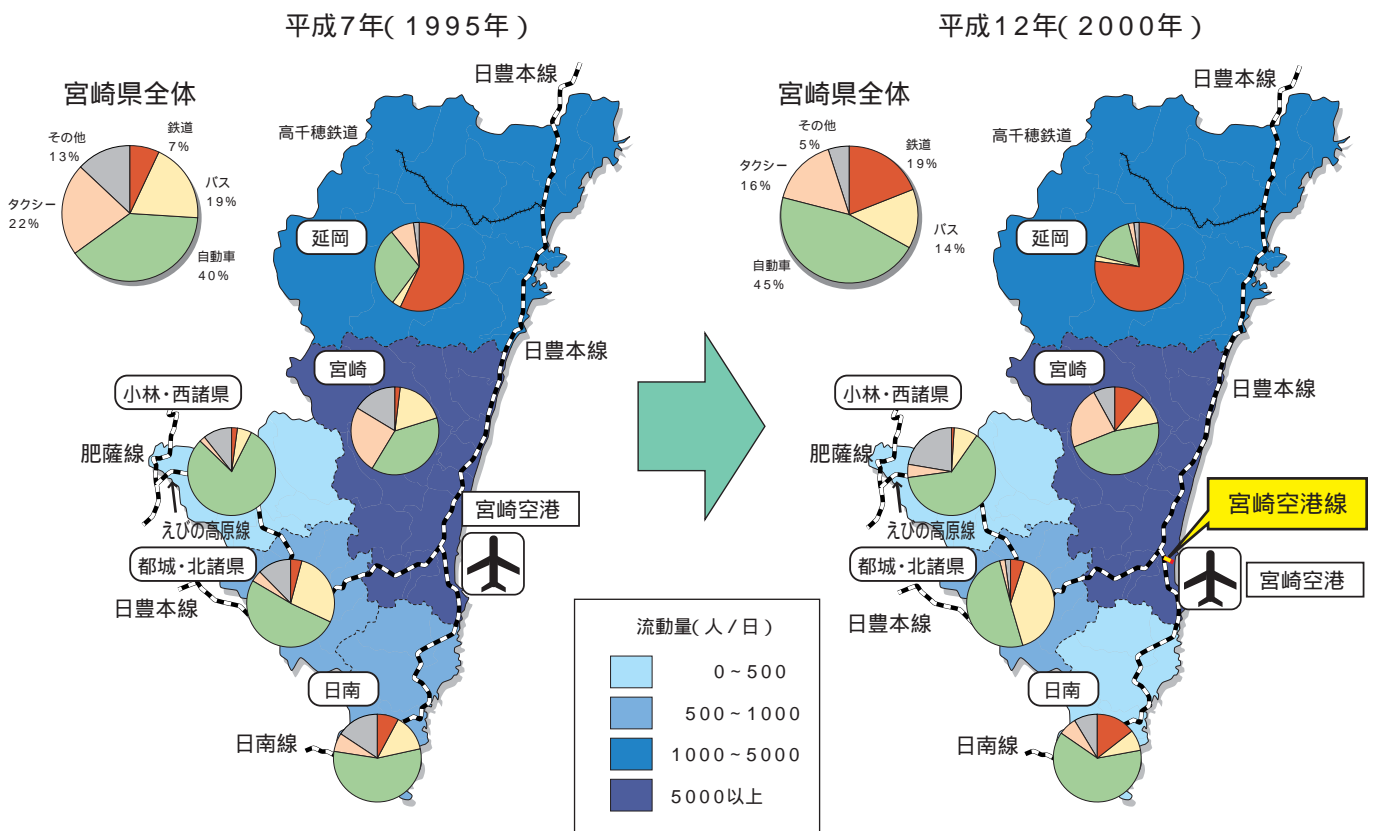 平成7年(1995年)
宮崎県全体
その他
13%
鉄道
7%
バス
19%
タクシー
22%
自動車
40%
日豊本線
高千穂鉄道
延岡
日豊本線
宮崎
小林・西諸県
肥薩線
えびの高原線
宮崎空港
都城・北諸県
日豊本線
日南
日南線
平成12年(2000年)
宮崎県全体
その他
5%
鉄道
19%
タクシー
16%
バス
14%
自動車
45%
日豊本線
高千穂鉄道
延岡
日豊本線
宮崎
小林・西諸県
肥薩線
えびの高原線
宮崎空港線
都城・北諸県
宮崎空港
日豊本線
日南
日南線
流動量(人/日)
0~500
500~1000
1000~5000
5000以上